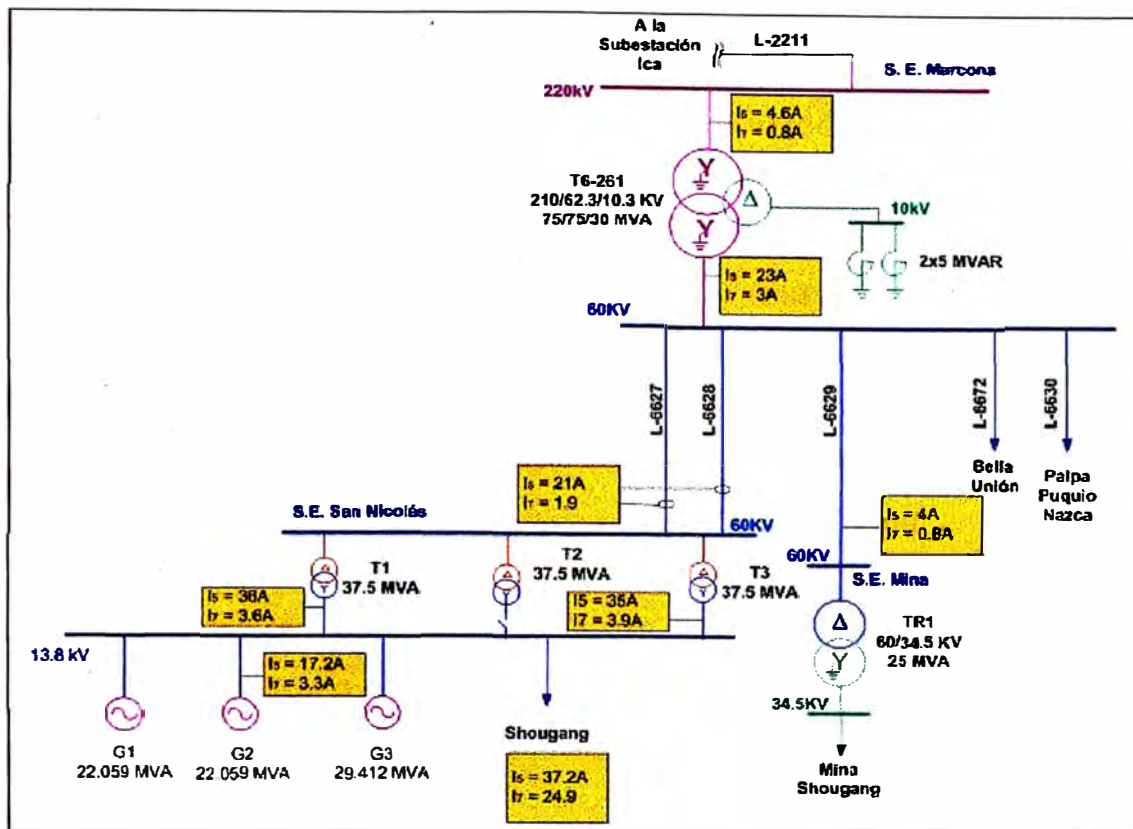 A la
Subestación
Ica
L-2211
S. E. Marcona
220kV
I5 = 4.6A
I7 = 0.8A
T6-261
210/62.3/10.3 KV
75/75/30 MVA
Y
Δ
Y
10kV
2x5 MVAR
I5 = 23A
I7 = 3A
60KV
L-6627
L-6628
L-6629
L-6672
L-6630
Bella
Unión
Palpa
Puquio
Nazca
I5 = 21A
I7 = 1.9
S.E. San Nicolás
60KV
I5 = 4A
I7 = 0.8A
60KV
S.E. Mina
T1
37.5 MVA
T2
37.5 MVA
T3
37.5 MVA
Δ
Y
Δ
Y
Δ
Y
I7 = 3.6A
I5 = 35A
I7 = 3.9A
Δ
Y
TR1
60/34.5 KV
25 MVA
13.8 kV
I5 = 17.2A
I7 = 3.3A
34.5KV
G1
22.059 MVA
G2
22.059 MVA
G3
29.412 MVA
Shougang
I5 = 37.2A
I7 = 24.9
Mina
Shougang